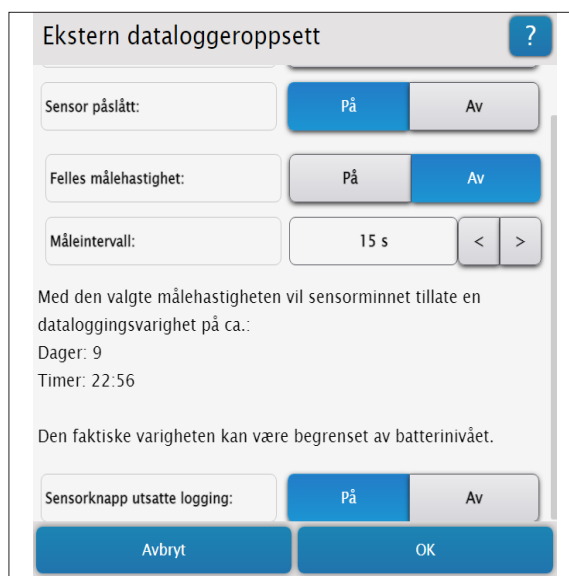 Ekstern dataloggeroppsett
?
Sensor påslått:
På
Av
Felles målehastighet:
På
Av
Måleintervall:
15 s
<
>
Med den valgte målehastigheten vil sensorminnet tillate en
dataloggingsvarighet på ca.:
Dager: 9
Timer: 22:56
Den faktiske varigheten kan være begrenset av batterinivået.
Sensorknapp utsatte logging:
På
Av
Avbryt
OK